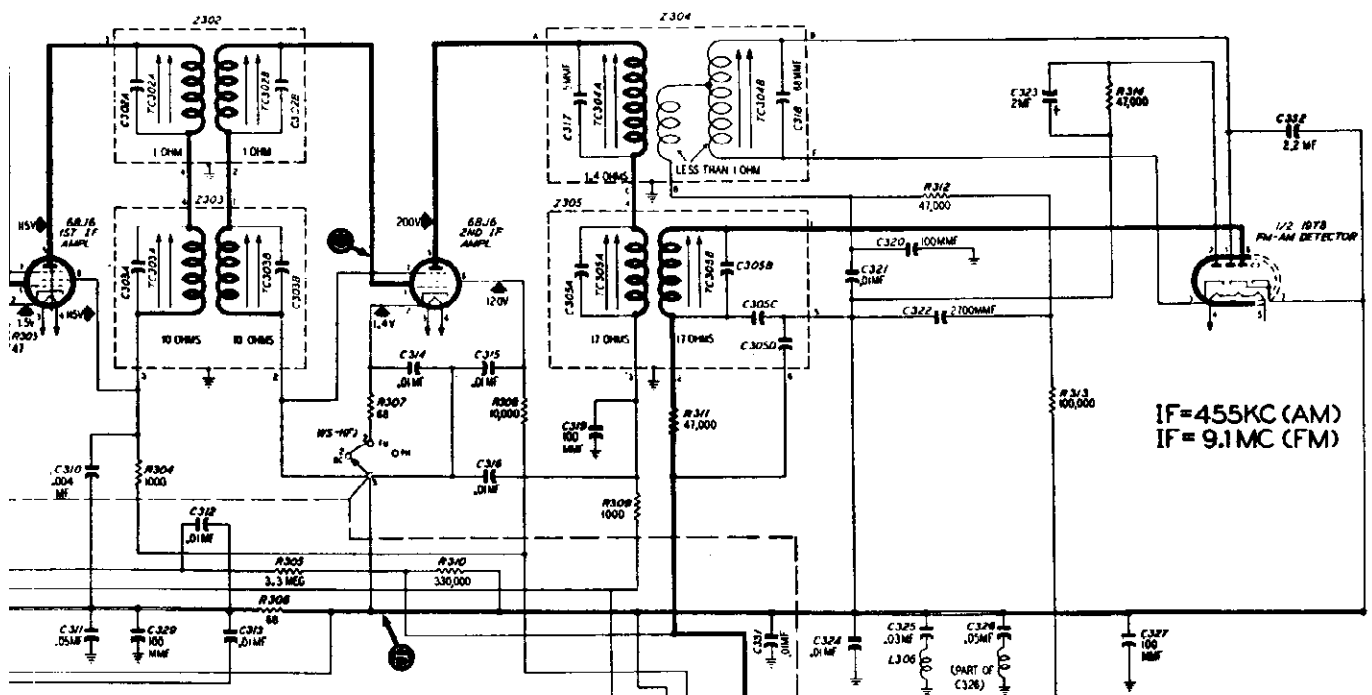 Z302
Z304
C302A
TC302A
TC302B
C302B
1 OHM
1 OHM
Z303
C303A
TC303A
TC303B
C303B
10 OHMS
10 OHMS
115V
6BJ6
1ST IF
AMPL
115V
R303
47
200V
6BJ6
2ND IF
AMPL
120V
1.4V
A
5MMF
C317
TC304A
TC304B
68MMF
C318
LESS THAN 1 OHM
1.4 OHMS
Z305
C305A
TC305A
TC305B
C305B
C305C
C305D
17 OHMS
17 OHMS
C323
2MF
R314
47,000
C332
2.2 MF
R312
47,000
C320
100MMF
C321
.01MF
C322
2700MMF
1/2 19T8
FM-AM DETECTOR
R313
100,000
IF=455KC (AM)
IF=9.1MC (FM)
C314
.01MF
C315
.01MF
R307
68
R308
10,000
C316
.01MF
C319
100
MMF
R311
47,000
R309
1000
C310
.004
MF
R304
1000
C312
.01MF
R305
3.3 MEG
R310
330,000
R306
68
C311
.05MF
C329
100
MMF
C313
.01MF
C331
.01MF
C324
.01MF
C325
.03MF
L306
C326
.05MF
(PART OF
C326)
C327
100
MMF